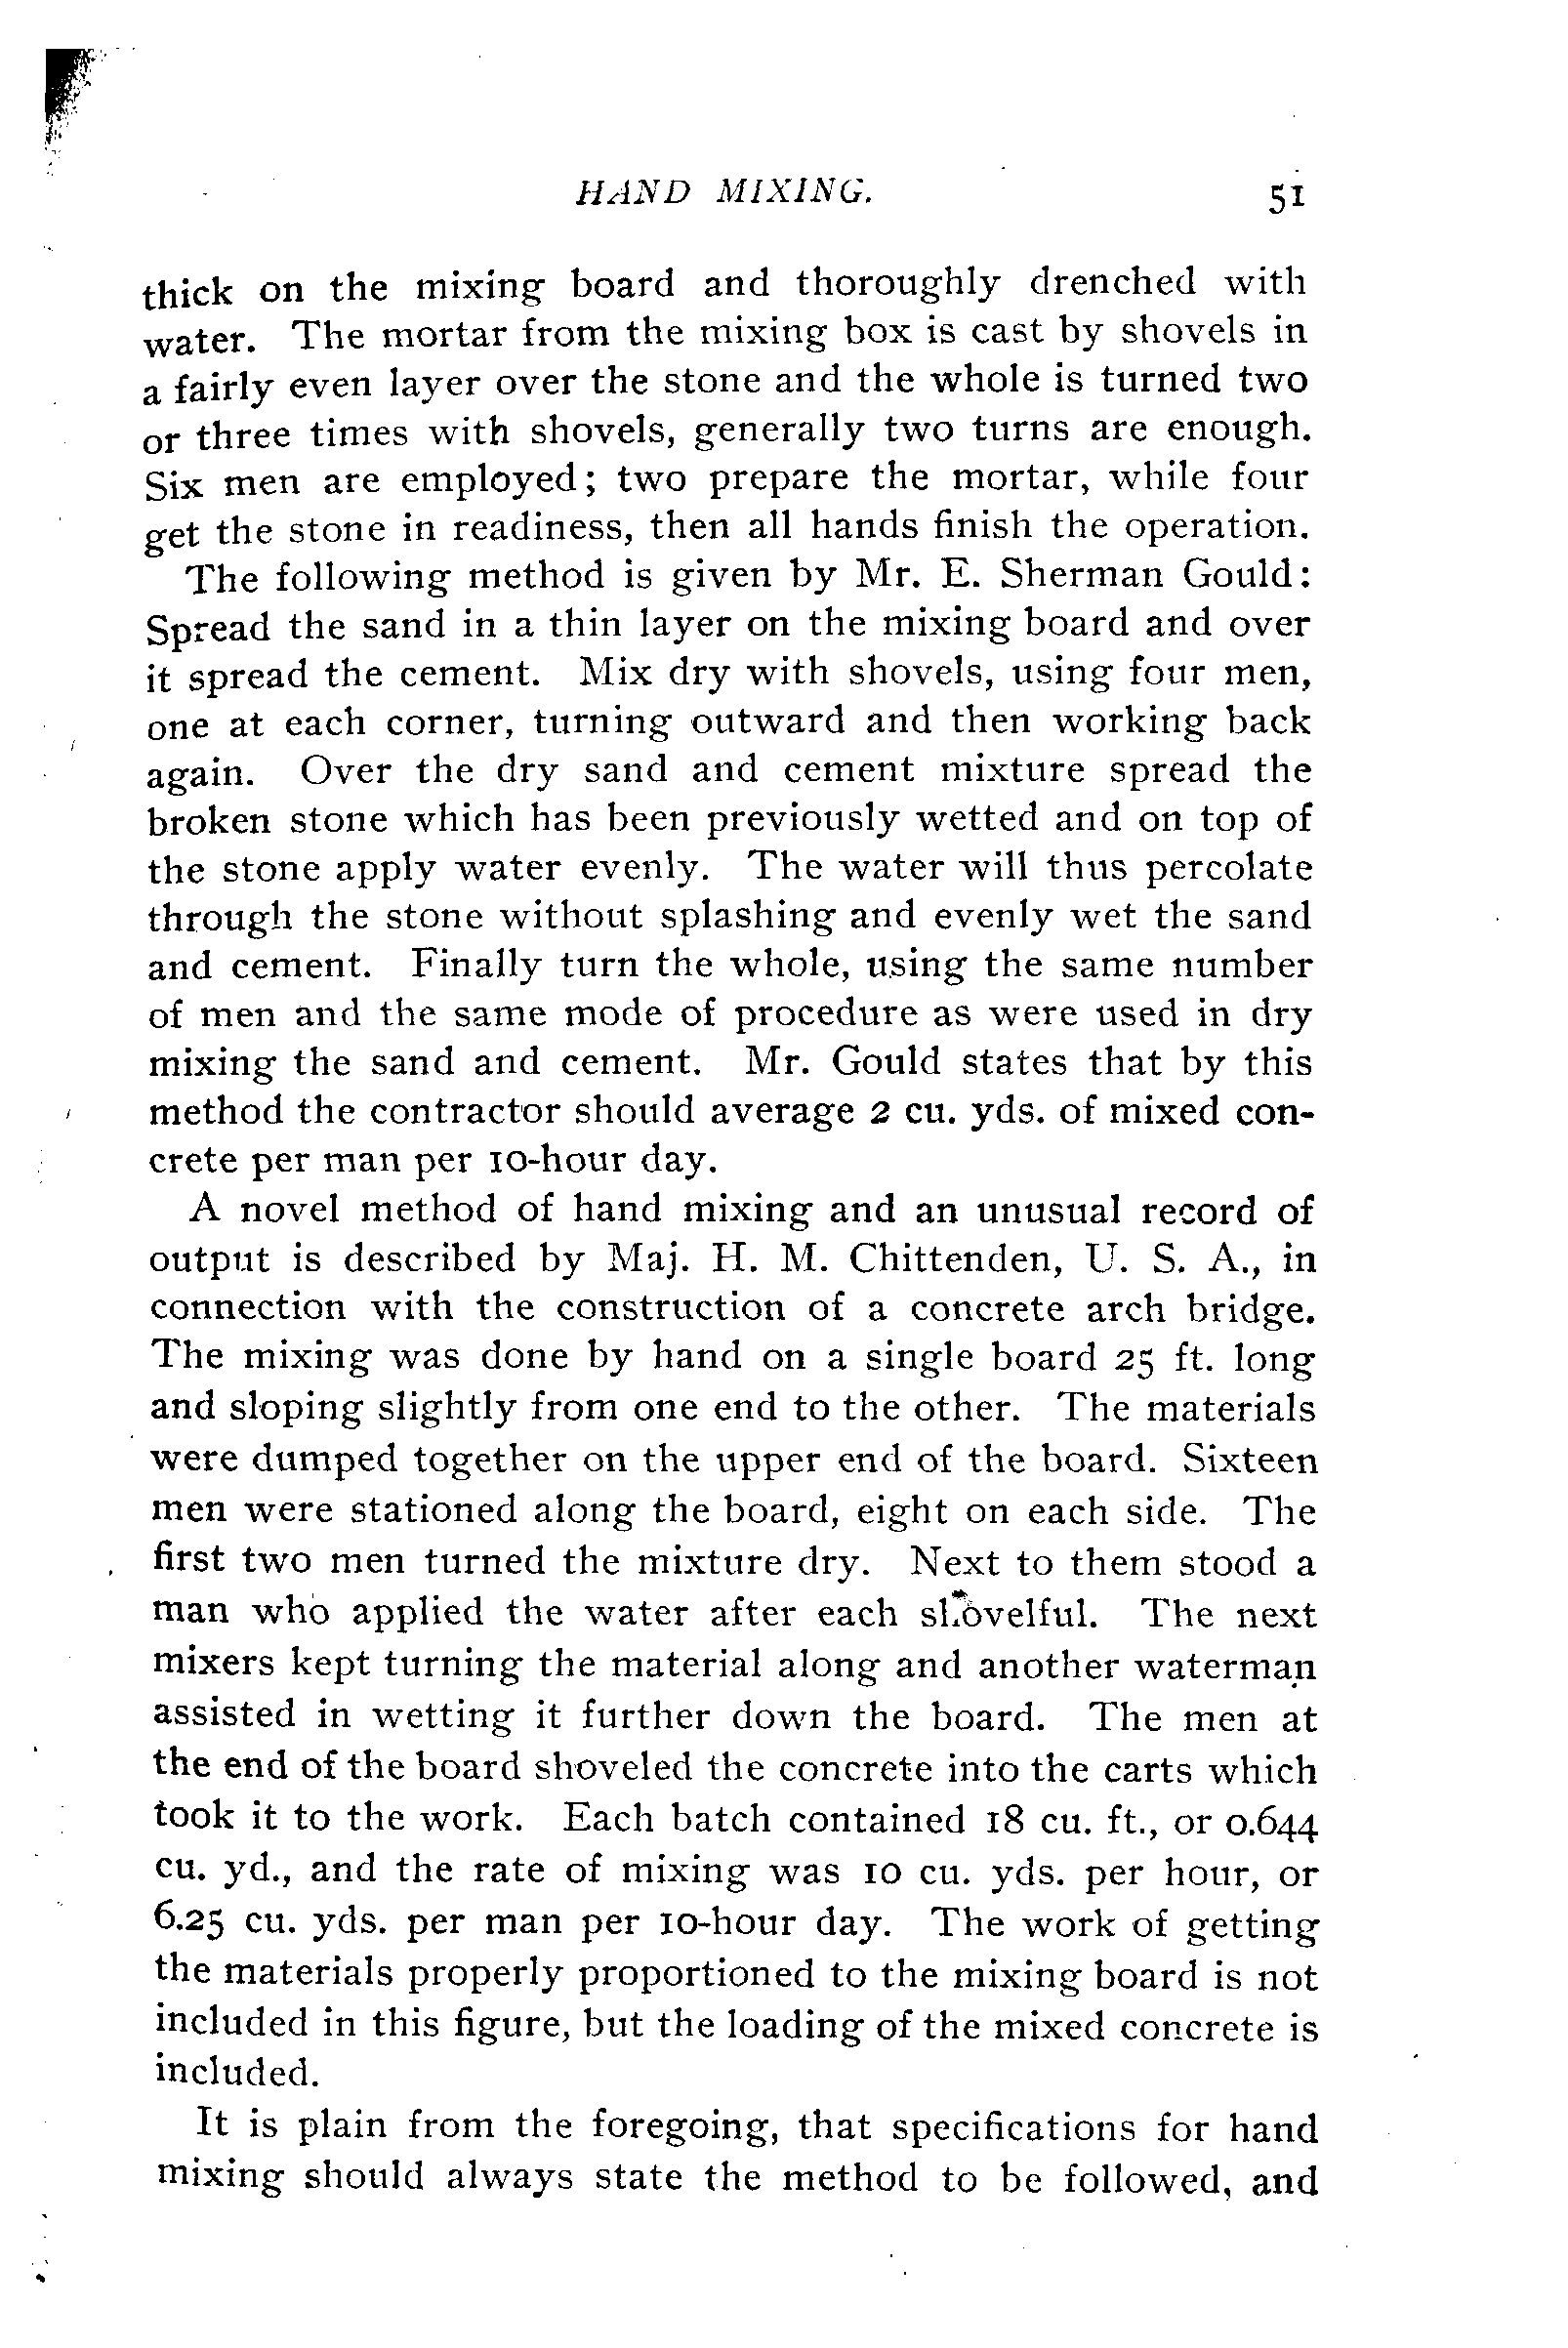 HAND MIXING. 51
thick on the mixing board and thoroughly drenched with
water. The mortar from the mixing box is cast by shovels in
a fairly even layer over the stone and the whole is turned two
or three times with shovels, generally two turns are enough.
Six men are employed; two prepare the mortar, while four
get the stone in readiness, then all hands finish the operation.
The following method is given by Mr. E. Sherman Gould:
Spread the sand in a thin layer on the mixing board and over
it spread the cement. Mix dry with shovels, using four men,
one at each corner, turning outward and then working back
again. Over the dry sand and cement mixture spread the
broken stone which has been previously wetted and on top of
the stone apply water evenly. The water will thus percolate
through the stone without splashing and evenly wet the sand
and cement. Finally turn the whole, using the same number
of men and the same mode of procedure as were used in dry
mixing the sand and cement. Mr. Gould states that by this
method the contractor should average 2 cu. yds. of mixed con-
crete per man per 10-hour day.
A novel method of hand mixing and an unusual record of
output is described by Maj. H. M. Chittenden, U. S. A., in
connection with the construction of a concrete arch bridge.
The mixing was done by hand on a single board 25 ft. long
and sloping slightly from one end to the other. The materials
were dumped together on the upper end of the board. Sixteen
men were stationed along the board, eight on each side. The
first two men turned the mixture dry. Next to them stood a
man who applied the water after each shovelful. The next
mixers kept turning the material along and another waterman
assisted in wetting it further down the board. The men at
the end of the board shoveled the concrete into the carts which
took it to the work. Each batch contained 18 cu. ft., or 0.644
cu. yd., and the rate of mixing was 10 cu. yds. per hour, or
6.25 cu. yds. per man per 10-hour day. The work of getting
the materials properly proportioned to the mixing board is not
included in this figure, but the loading of the mixed concrete is
included.
It is plain from the foregoing, that specifications for hand
mixing should always state the method to be followed, and